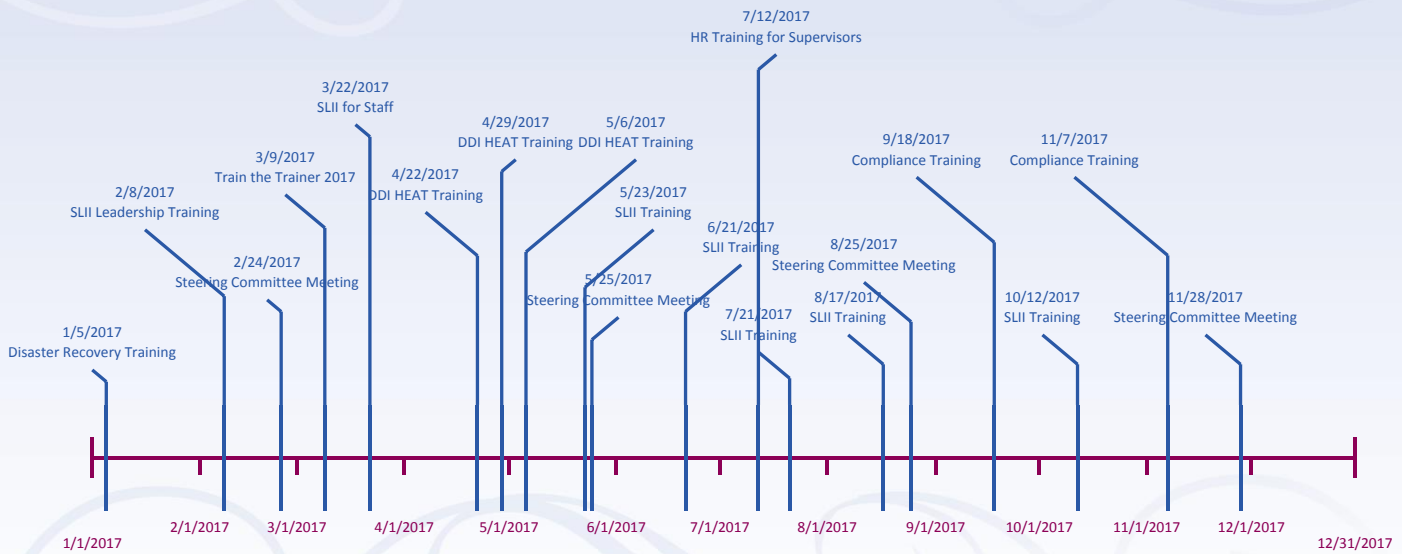 7/12/2017
HR Training for Supervisors
3/22/2017
SLII for Staff
4/29/2017
DDI HEAT Training
5/6/2017
DDI HEAT Training
9/18/2017
Compliance Training
11/7/2017
Compliance Training
3/9/2017
Train the Trainer 2017
4/22/2017
DDI HEAT Training
2/8/2017
SLII Leadership Training
5/23/2017
SLII Training
6/21/2017
SLII Training
8/25/2017
Steering Committee Meeting
2/24/2017
Steering Committee Meeting
5/25/2017
Steering Committee Meeting
8/17/2017
SLII Training
10/12/2017
SLII Training
11/28/2017
Steering Committee Meeting
7/21/2017
SLII Training
1/5/2017
Disaster Recovery Training
2/1/2017
3/1/2017
4/1/2017
5/1/2017
6/1/2017
7/1/2017
8/1/2017
9/1/2017
10/1/2017
11/1/2017
12/1/2017
1/1/2017
12/31/2017